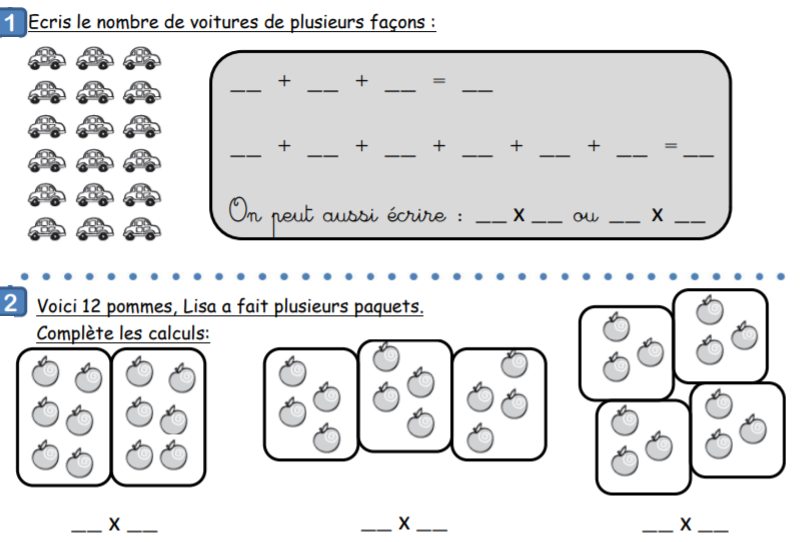 1 Ecris le nombre de voitures de plusieurs façons :
__ + __ + __ = __
__ + __ + __ + __ + __ + __ = __
On peut aussi écrire : __ x __ ou __ x __
2 Voici 12 pommes, Lisa a fait plusieurs paquets.
Complète les calculs:
__ x __ __ x __ __ x __